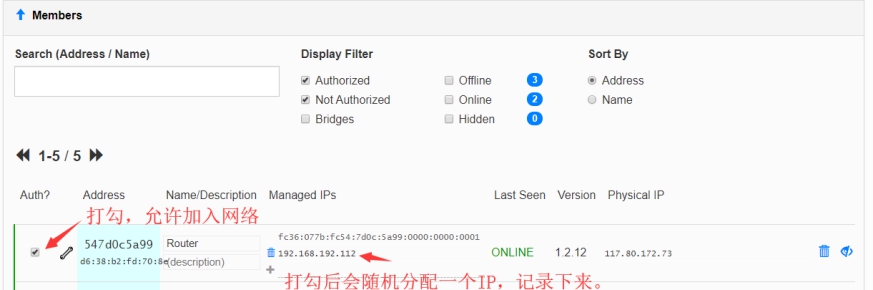 Members
Search (Address / Name)
Display Filter
Sort By
Authorized
Offline
3
Address
Not Authorized
Online
2
Name
Bridges
Hidden
0
1-5 / 5
Auth?
Address
Name/Description
Managed IPs
Last Seen
Version
Physical IP
打勾，允许加入网络
547d0c5a99
d6:38:b2:fd:70:8e
Router
(description)
fc36:077b:fc54:7d0c:5a99:0000:0000:0001
192.168.192.112
ONLINE
1.2.12
117.80.172.73
打勾后会随机分配一个IP，记录下来。